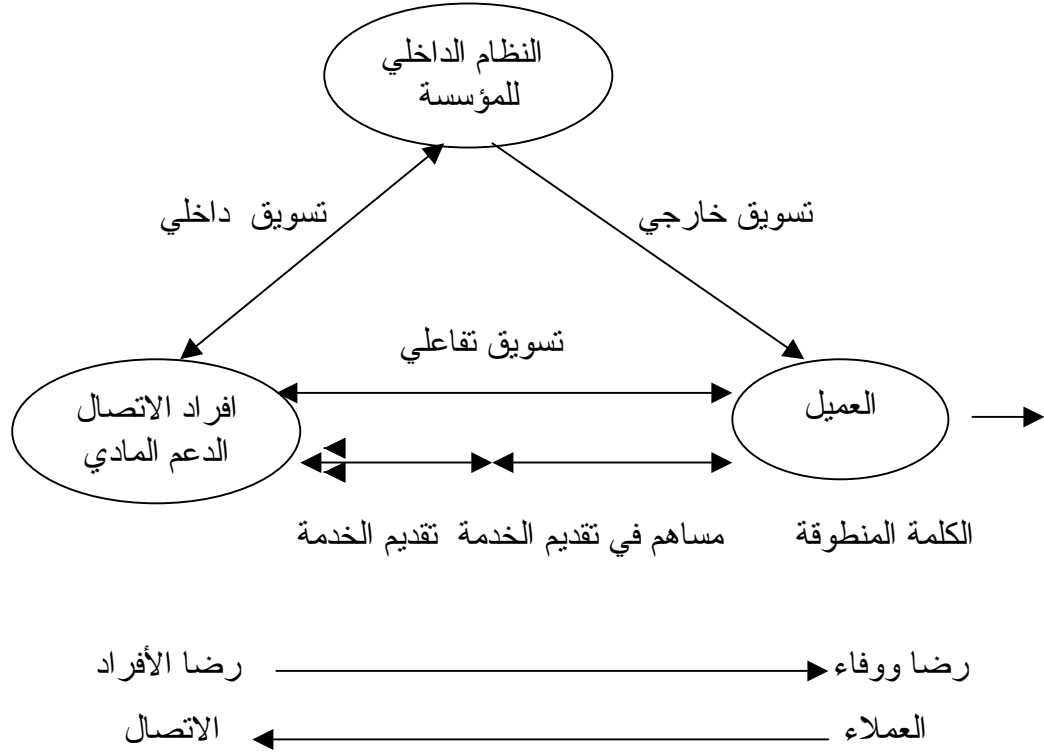 النظام الداخلي
للمؤسسة
تسويق خارجي
تسويق داخلي
تسويق تفاعلي
العميل
افراد الاتصال
الدعم المادي
الكلمة المنطوقة
مساهم في تقديم الخدمة
تقديم الخدمة
رضا ووفاء
رضا الأفراد
العملاء
الاتصال